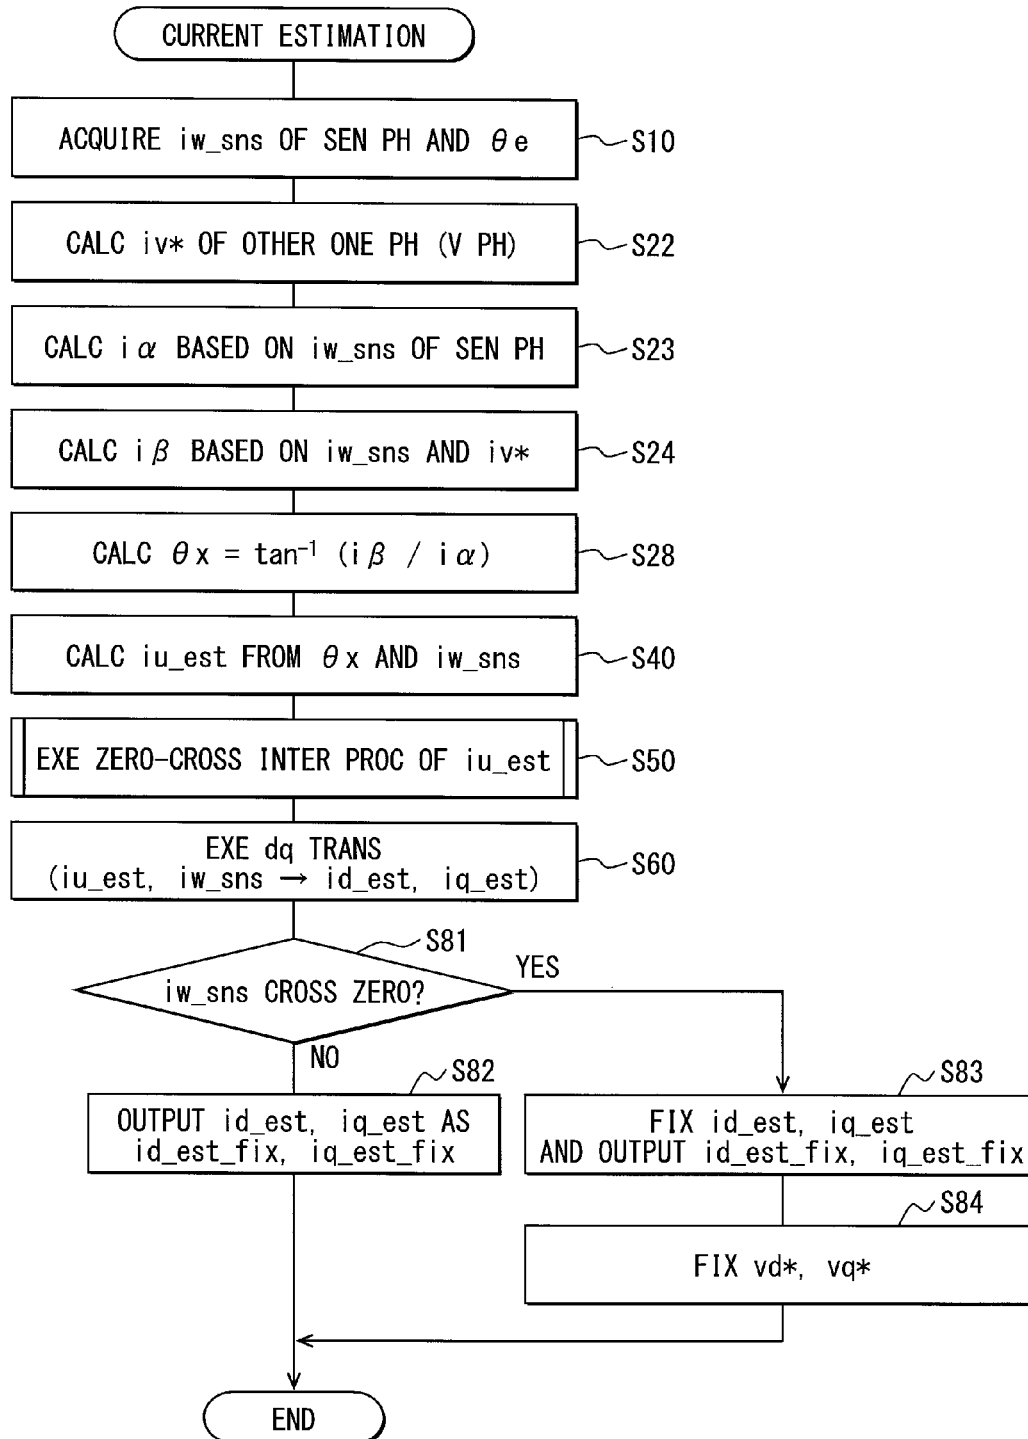 CURRENT ESTIMATION
ACQUIRE iw_sns OF SEN PH AND θe
S10
CALC iv* OF OTHER ONE PH (V PH)
S22
CALC iα BASED ON iw_sns OF SEN PH
S23
CALC iβ BASED ON iw_sns AND iv*
S24
CALC θx = tan⁻¹ (iβ / iα)
S28
CALC iu_est FROM θx AND iw_sns
S40
EXE ZERO-CROSS INTER PROC OF iu_est
S50
EXE dq TRANS
(iu_est, iw_sns → id_est, iq_est)
S60
S81
iw_sns CROSS ZERO?
YES
NO
S82
OUTPUT id_est, iq_est AS
id_est_fix, iq_est_fix
S83
FIX id_est, iq_est
AND OUTPUT id_est_fix, iq_est_fix
S84
FIX vd*, vq*
END